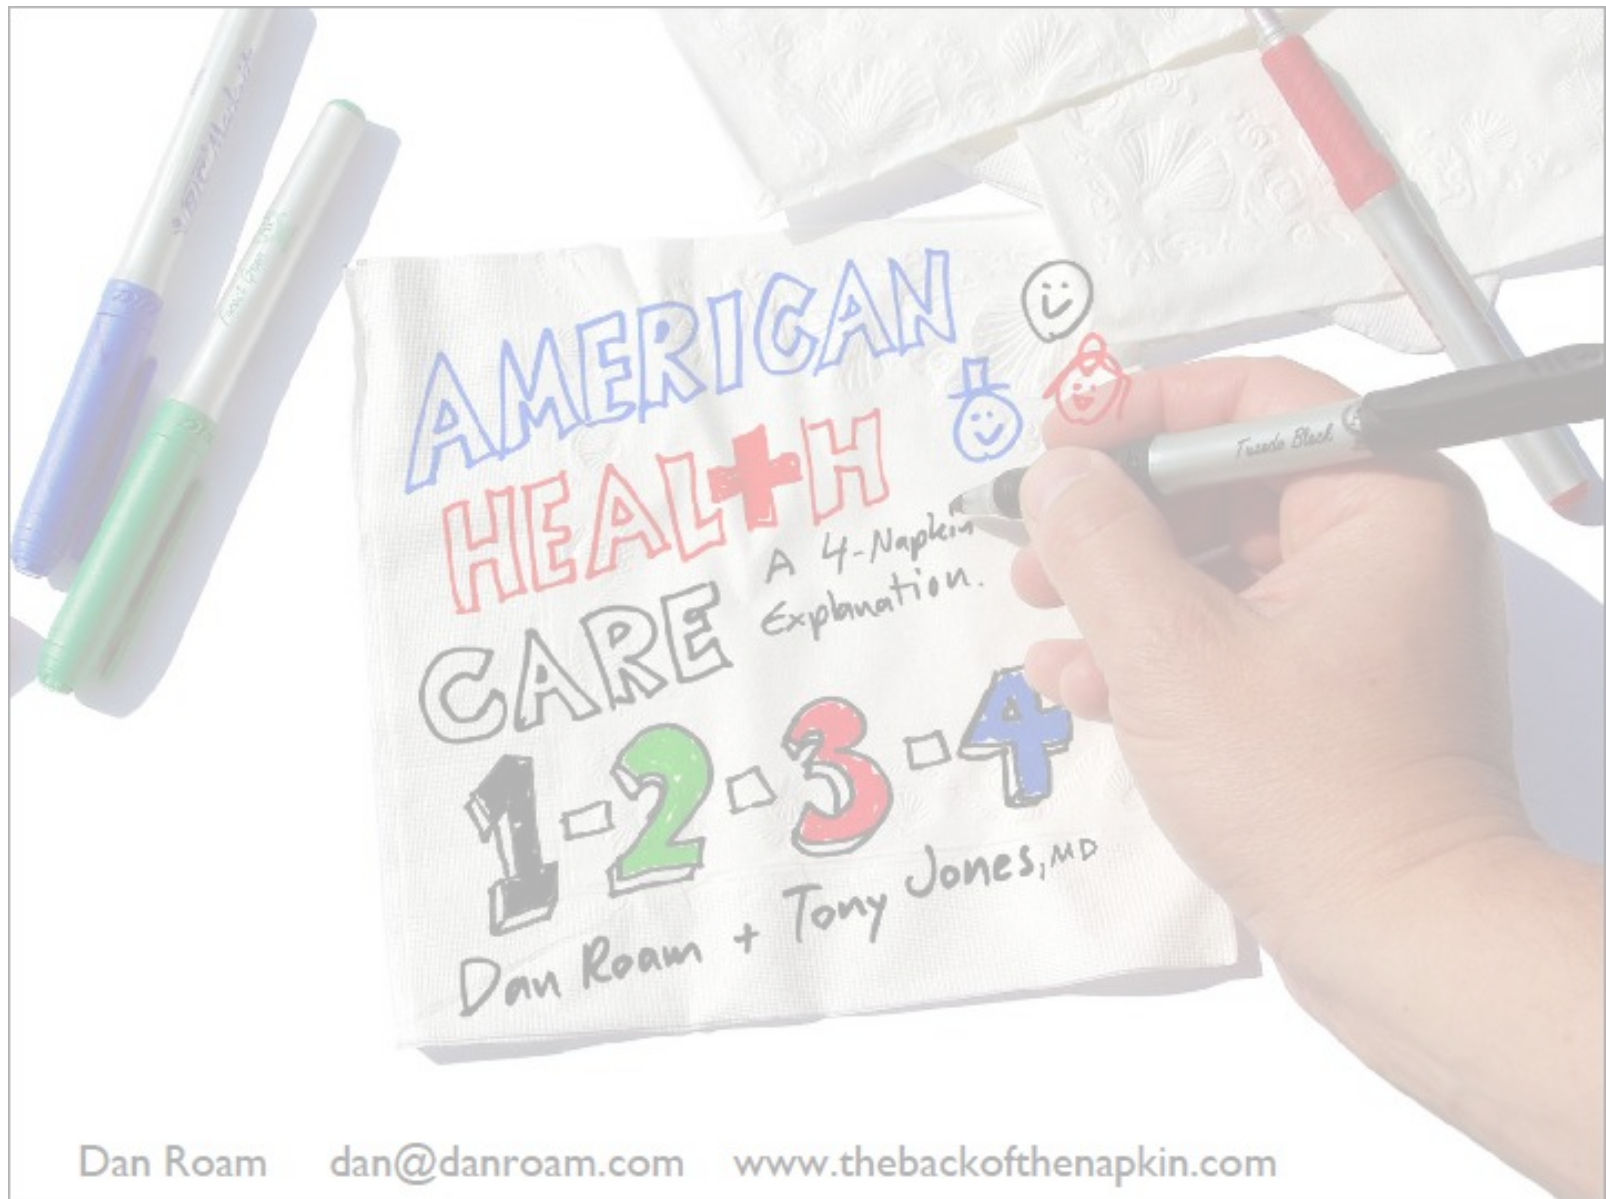 AMERICAN
HEALTH
CARE
A 4-Napkin
Explanation.
1-2-3-4
Dan Roam + Tony Jones, MD
Tuxedo Black
Dan Roam dan@danroam.com www.thebackofthenapkin.com